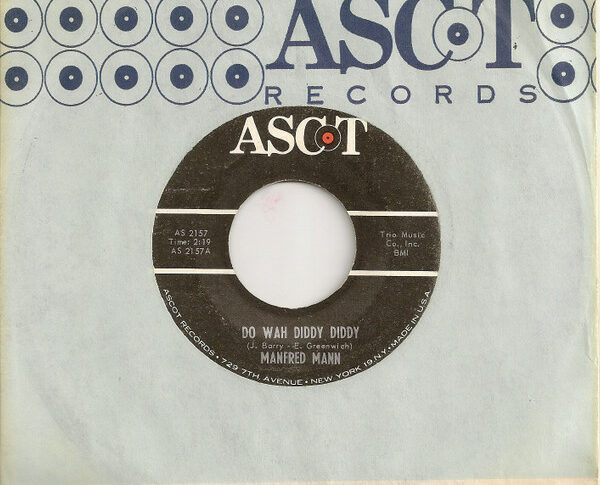 ASCOT
RECORDS
ASCOT
AS 2157
Time: 2:19
AS 2157A
Trio Music
Co., Inc.
BMI
DO WAH DIDDY DIDDY
(J. Barry - E. Greenwich)
MANFRED MANN
ASCOT RECORDS • 729 7TH AVENUE • NEW YORK 19, N.Y. • MADE IN U.S.A.